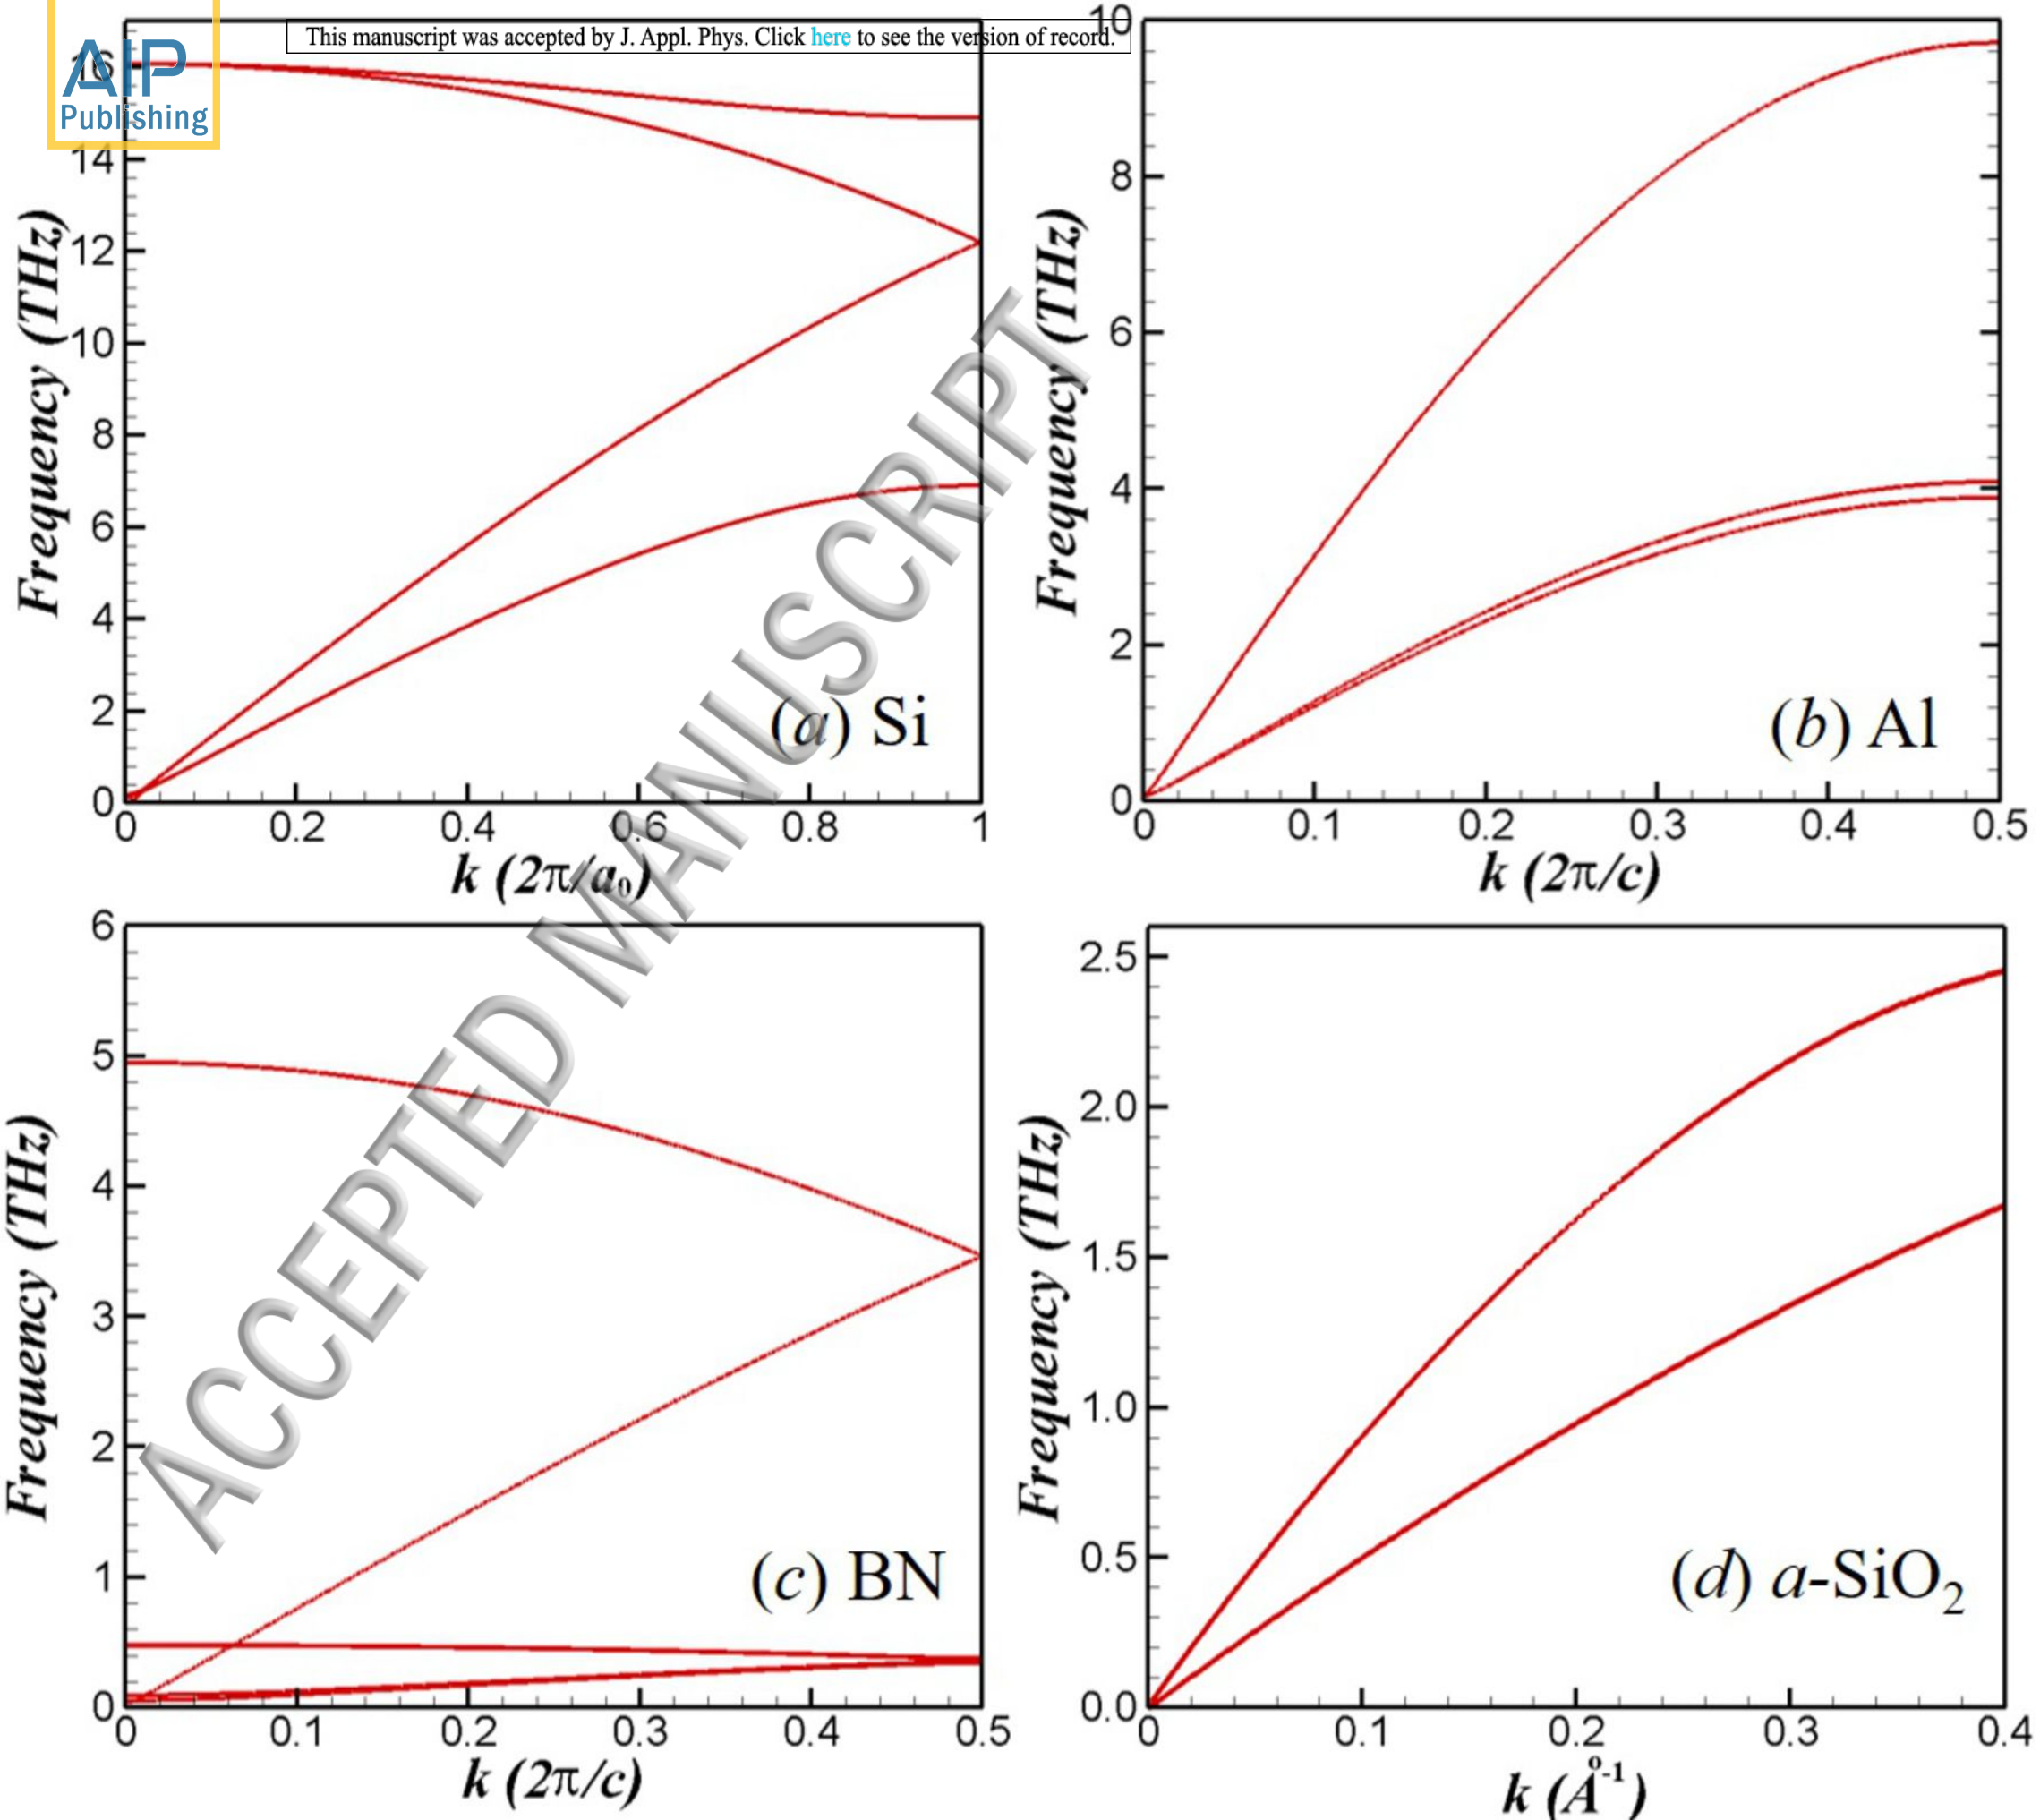 AIP
Publishing
This manuscript was accepted by J. Appl. Phys. Click here to see the version of record.
ACCEPTED MANUSCRIPT
Frequency (THz)
16
14
12
10
8
6
4
2
0
0 0.2 0.4 0.6 0.8 1
k (2π/a₀)
(a) Si
Frequency (THz)
10
8
6
4
2
0
0 0.1 0.2 0.3 0.4 0.5
k (2π/c)
(b) Al
Frequency (THz)
6
5
4
3
2
1
0
0 0.1 0.2 0.3 0.4 0.5
k (2π/c)
(c) BN
Frequency (THz)
2.5
2.0
1.5
1.0
0.5
0.0
0 0.1 0.2 0.3 0.4
k (Å⁻¹)
(d) a-SiO₂